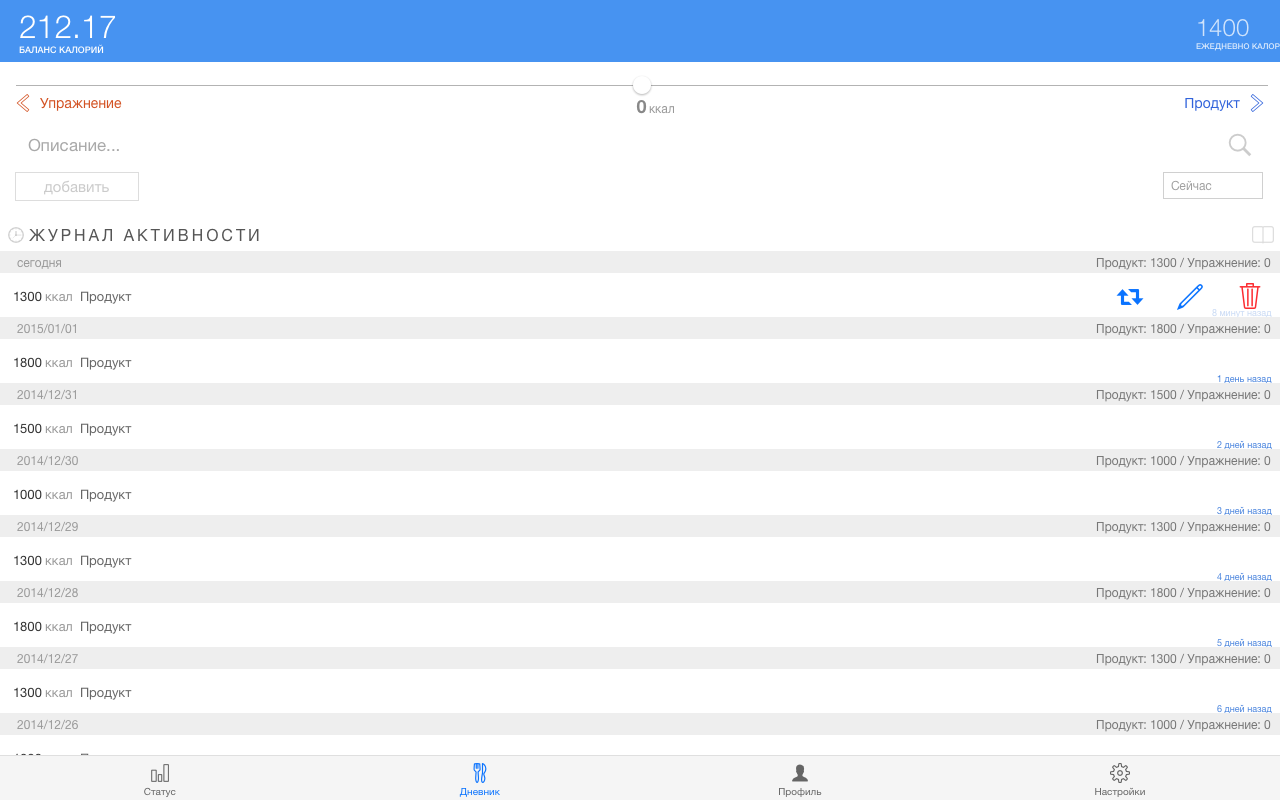 212.17
БАЛАНС КАЛОРИЙ
1400
ЕЖЕДНЕВНО КАЛОР
Упражнение
0 ккал
Продукт
Описание...
добавить
Сейчас
ЖУРНАЛ АКТИВНОСТИ
сегодня Продукт: 1300 / Упражнение: 0
1300 ккал Продукт
8 минут назад
2015/01/01 Продукт: 1800 / Упражнение: 0
1800 ккал Продукт
1 день назад
2014/12/31 Продукт: 1500 / Упражнение: 0
1500 ккал Продукт
2 дней назад
2014/12/30 Продукт: 1000 / Упражнение: 0
1000 ккал Продукт
3 дней назад
2014/12/29 Продукт: 1300 / Упражнение: 0
1300 ккал Продукт
4 дней назад
2014/12/28 Продукт: 1800 / Упражнение: 0
1800 ккал Продукт
5 дней назад
2014/12/27 Продукт: 1300 / Упражнение: 0
1300 ккал Продукт
6 дней назад
2014/12/26 Продукт: 1000 / Упражнение: 0
Статус
Дневник
Профиль
Настройки